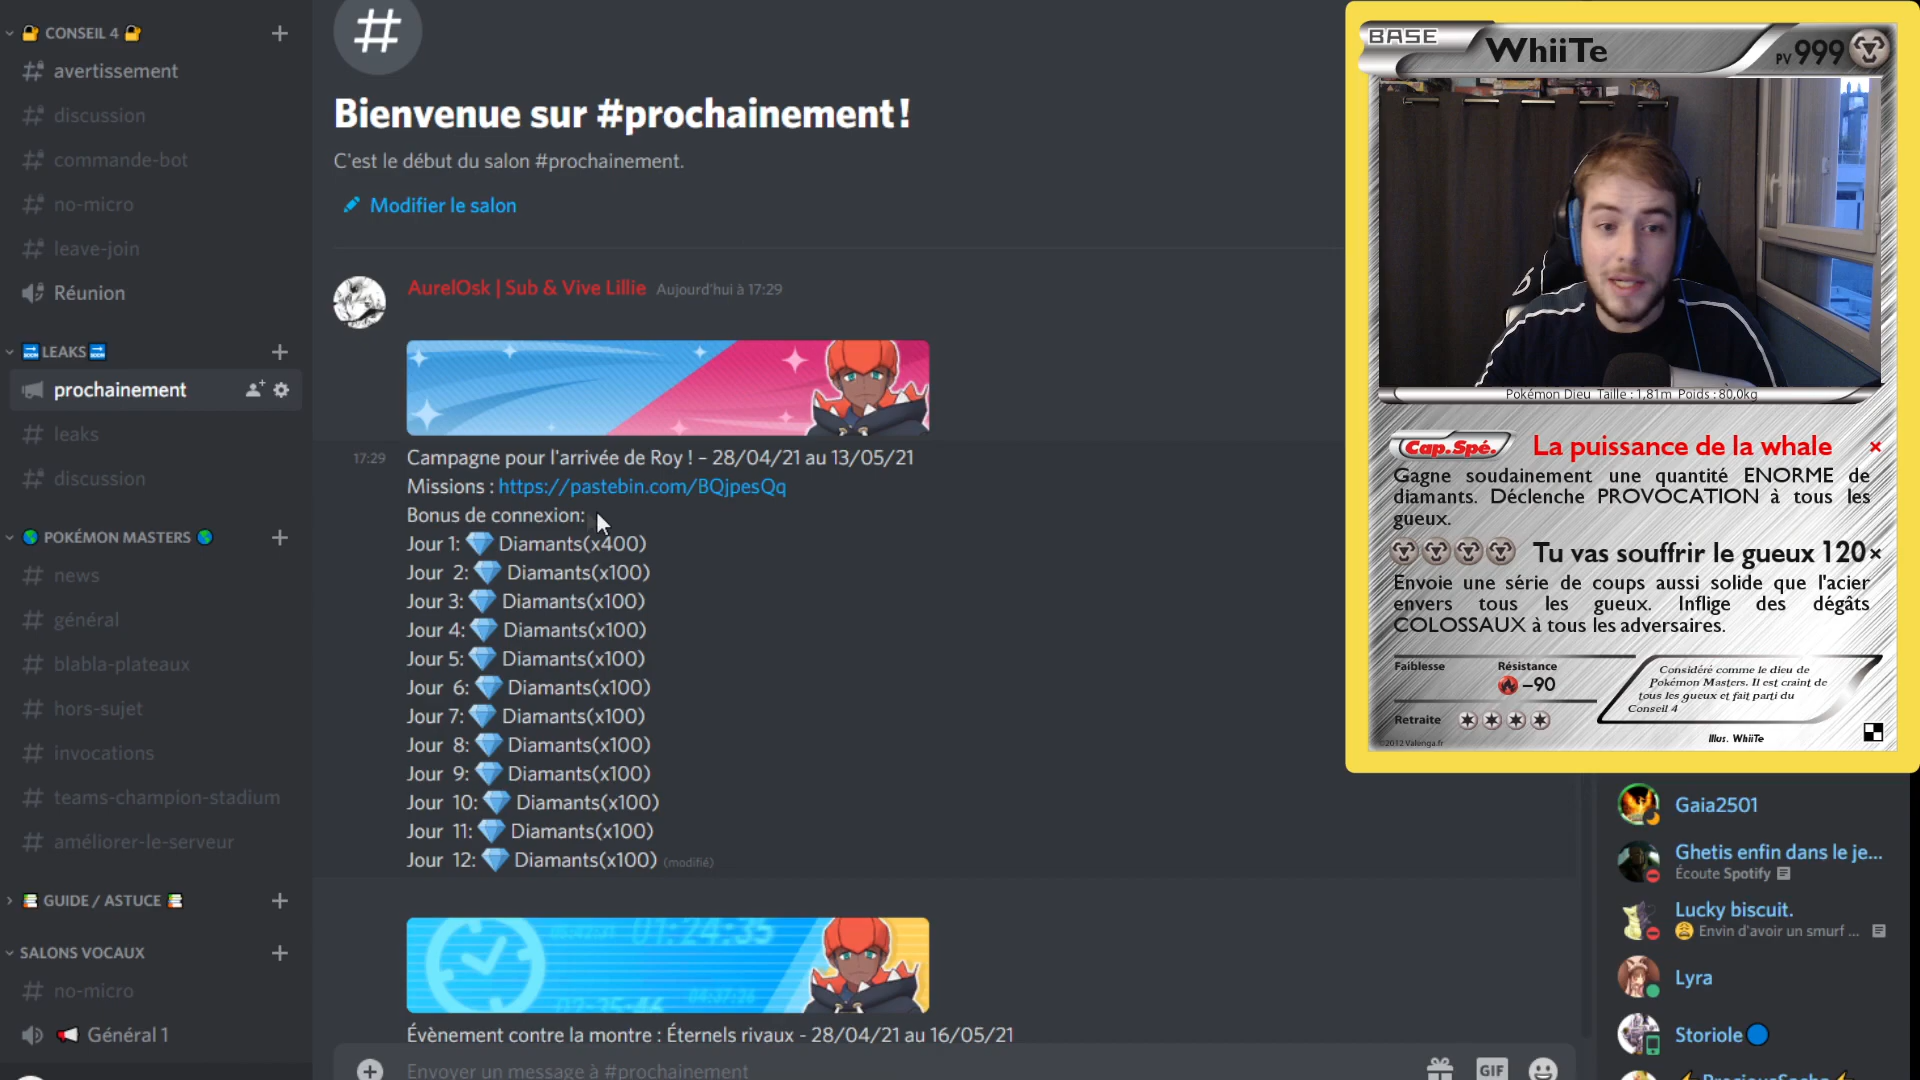 CONSEIL 4
avertissement
discussion
commande-bot
no-micro
leave-join
Réunion
LEAKS
prochainement
leaks
discussion
POKÉMON MASTERS
news
général
blabla-plateaux
hors-sujet
invocations
teams-champion-stadium
améliorer-le-serveur
GUIDE / ASTUCE
SALONS VOCAUX
no-micro
Général 1
Bienvenue sur #prochainement !
C'est le début du salon #prochainement.
Modifier le salon
AurelOsk | Sub & Vive Lillie Aujourd'hui à 17:29
17:29 Campagne pour l'arrivée de Roy ! – 28/04/21 au 13/05/21
Missions : https://pastebin.com/BQjpesQq
Bonus de connexion:
Jour 1: Diamants(x400)
Jour 2: Diamants(x100)
Jour 3: Diamants(x100)
Jour 4: Diamants(x100)
Jour 5: Diamants(x100)
Jour 6: Diamants(x100)
Jour 7: Diamants(x100)
Jour 8: Diamants(x100)
Jour 9: Diamants(x100)
Jour 10: Diamants(x100)
Jour 11: Diamants(x100)
Jour 12: Diamants(x100) (modifié)
01:24:35
Évènement contre la montre : Éternels rivaux - 28/04/21 au 16/05/21
Envoyer un message à #prochainement
GIF
BASE
WhiiTe
PV 999
Pokémon Dieu Taille : 1,81m Poids : 80,0kg
Cap. Spé. La puissance de la whale ×
Gagne soudainement une quantité ENORME de
diamants. Déclenche PROVOCATION à tous les
gueux.
Tu vas souffrir le gueux 120×
Envoie une série de coups aussi solide que l'acier
envers tous les gueux. Inflige des dégâts
COLOSSAUX à tous les adversaires.
Faiblesse
Résistance
-90
Retraite
Considéré comme le dieu de
Pokémon Masters. Il est craint de
tous les gueux et fait parti du
Conseil 4
Illus. WhiiTe
©2012 Valenga.fr
Gaia2501
Ghetis enfin dans le je...
Écoute Spotify
Lucky biscuit.
Envin d'avoir un smurf ...
Lyra
Storiole